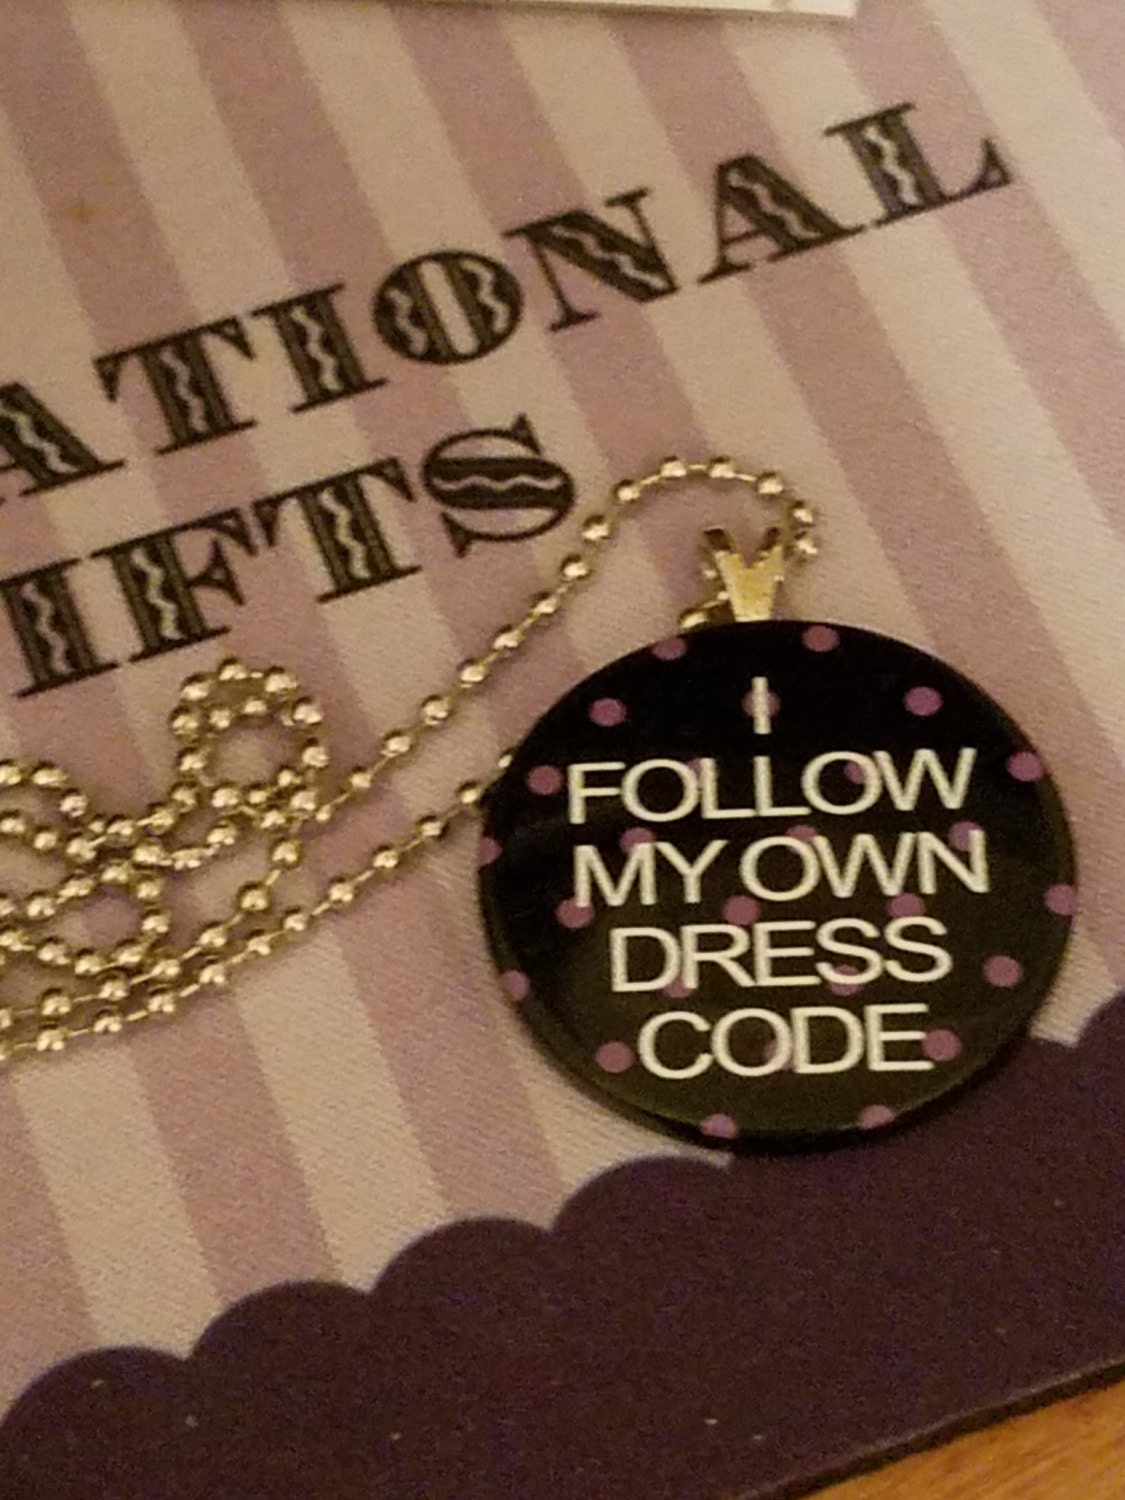 ATIONAL
IFTS
I
FOLLOW
MY OWN
DRESS
CODE